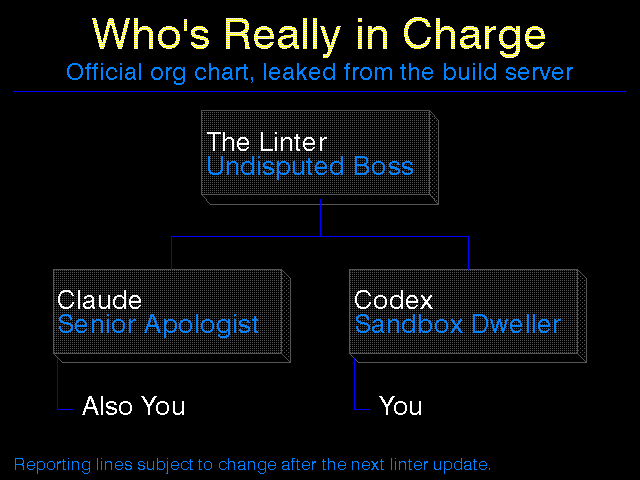 Who's Really in Charge
Official org chart, leaked from the build server
The Linter
Undisputed Boss
Claude
Senior Apologist
Codex
Sandbox Dweller
Also You
You
Reporting lines subject to change after the next linter update.